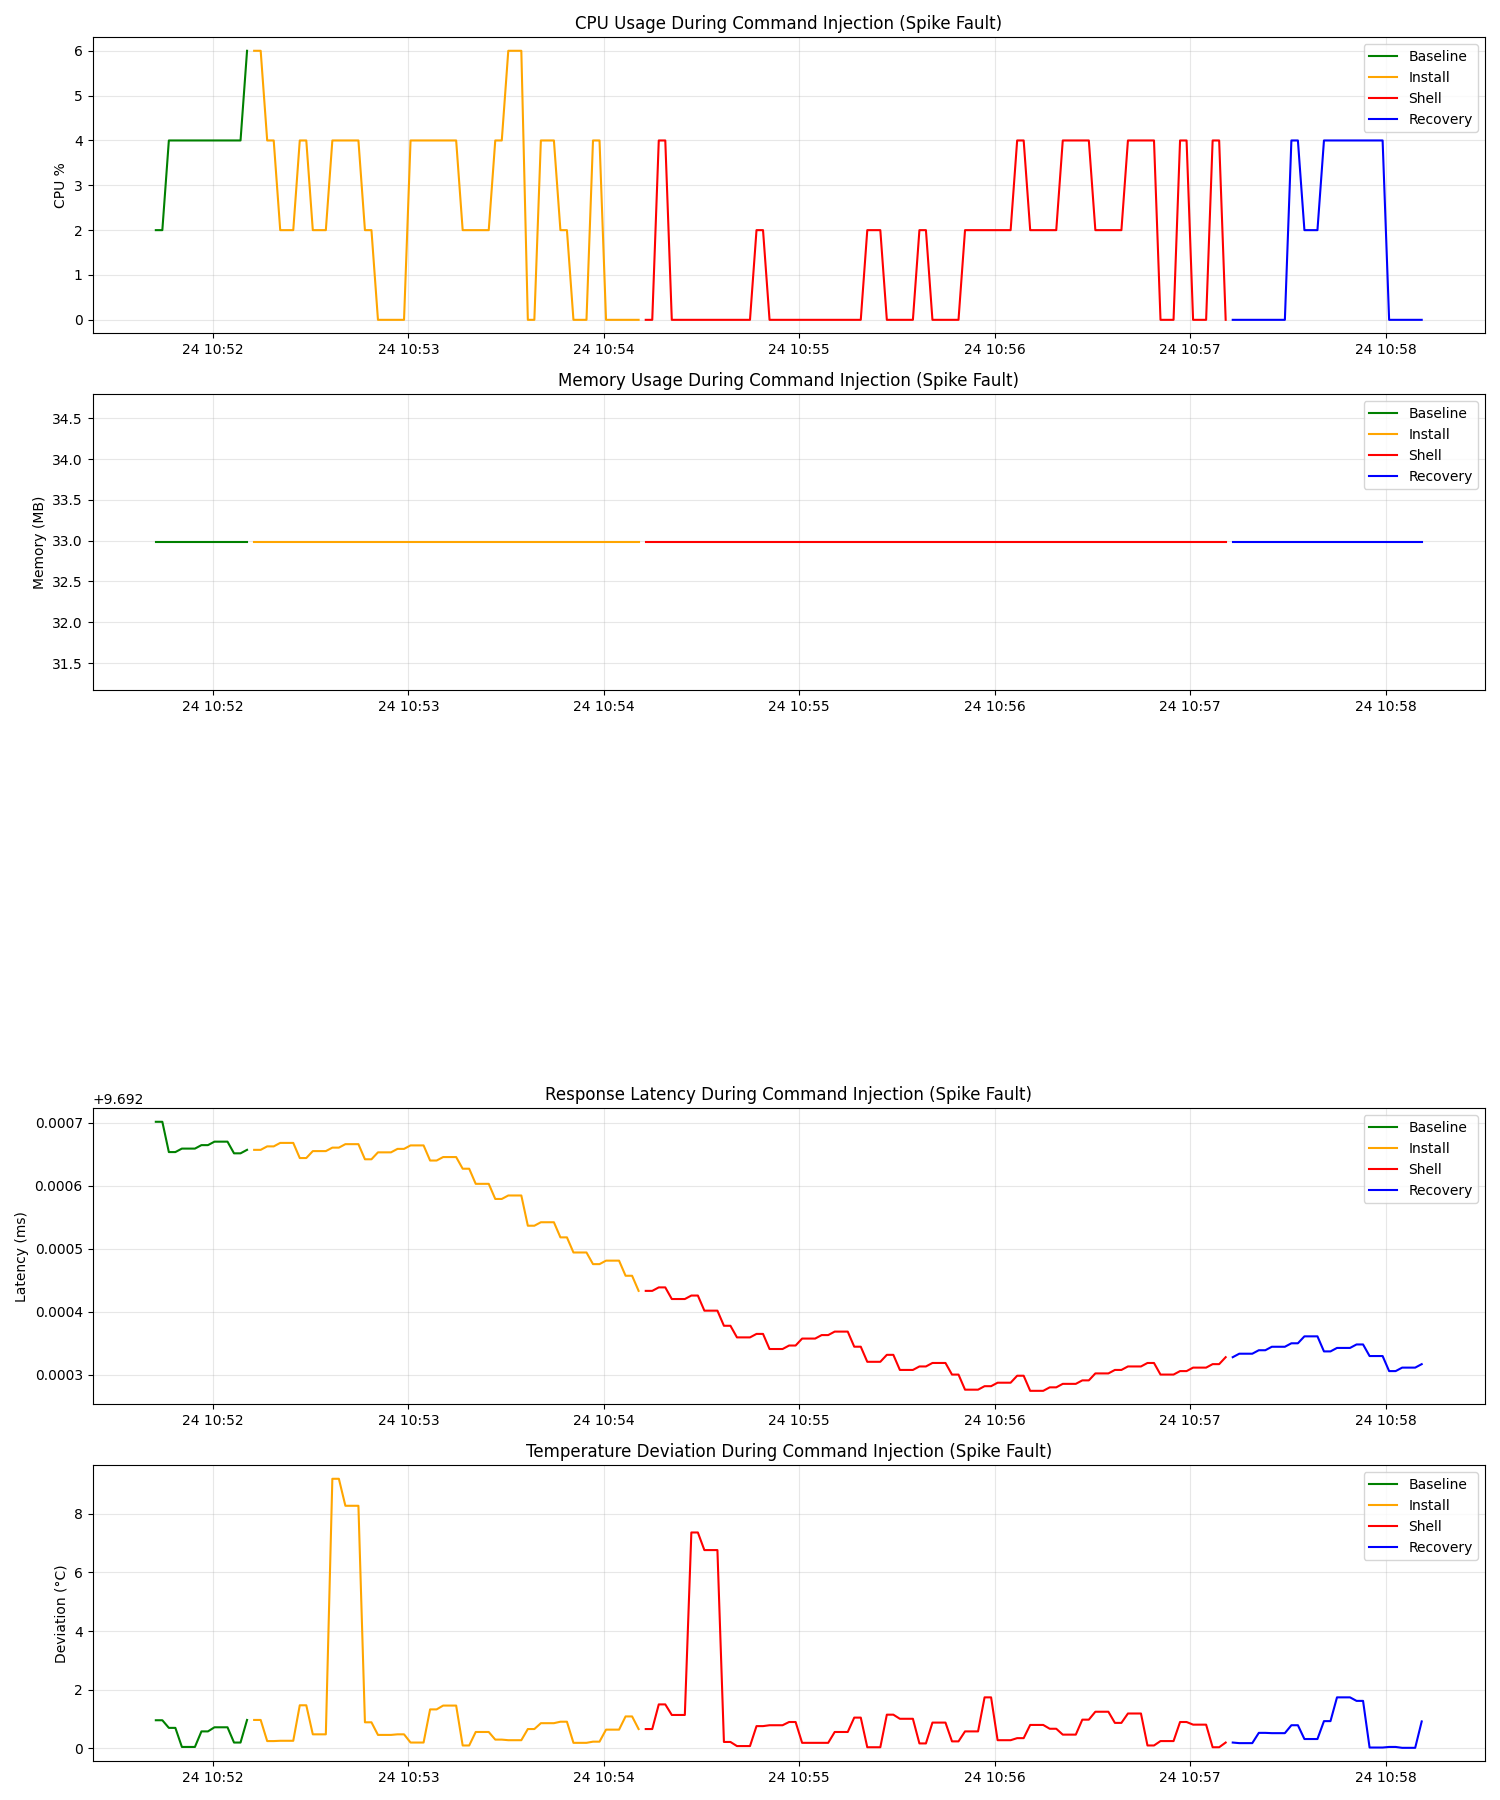 CPU Usage During Command Injection (Spike Fault)
CPU %
6
5
4
3
2
1
0
Baseline
Install
Shell
Recovery
24 10:52
24 10:53
24 10:54
24 10:55
24 10:56
24 10:57
24 10:58
Memory Usage During Command Injection (Spike Fault)
Memory (MB)
34.5
34.0
33.5
33.0
32.5
32.0
31.5
Baseline
Install
Shell
Recovery
24 10:52
24 10:53
24 10:54
24 10:55
24 10:56
24 10:57
24 10:58
Response Latency During Command Injection (Spike Fault)
+9.692
Latency (ms)
0.0007
0.0006
0.0005
0.0004
0.0003
Baseline
Install
Shell
Recovery
24 10:52
24 10:53
24 10:54
24 10:55
24 10:56
24 10:57
24 10:58
Temperature Deviation During Command Injection (Spike Fault)
Deviation (°C)
8
6
4
2
0
Baseline
Install
Shell
Recovery
24 10:52
24 10:53
24 10:54
24 10:55
24 10:56
24 10:57
24 10:58